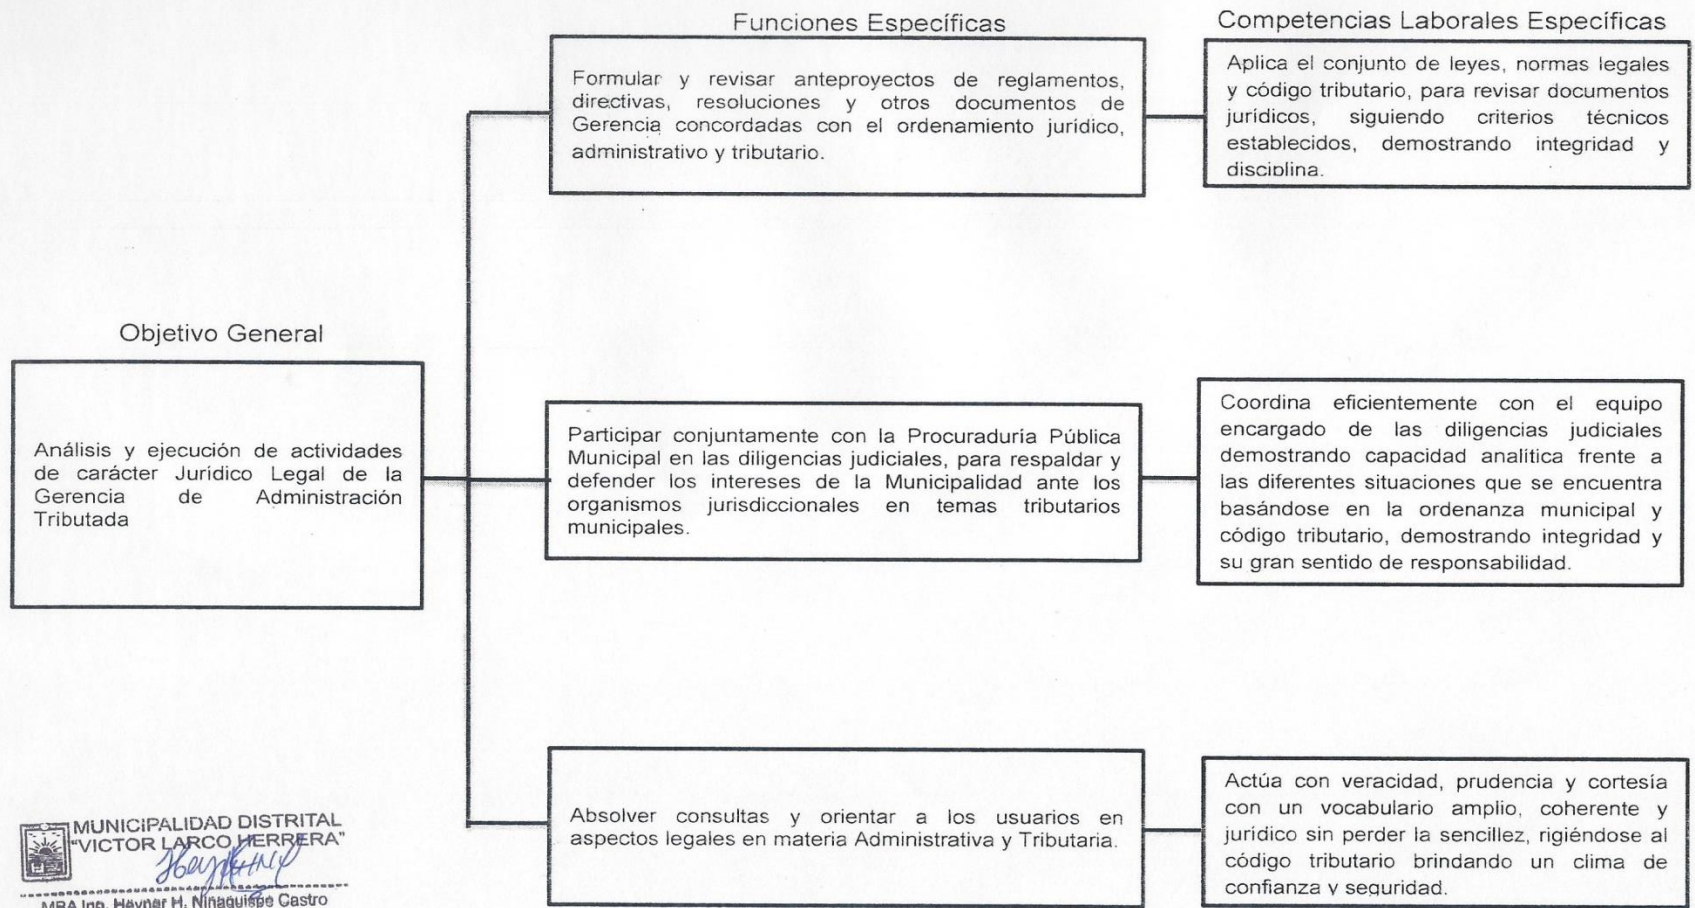 Funciones Específicas
Competencias Laborales Específicas
Formular y revisar anteproyectos de reglamentos,
directivas, resoluciones y otros documentos de
Gerencia concordadas con el ordenamiento jurídico,
administrativo y tributario.
Aplica el conjunto de leyes, normas legales
y código tributario, para revisar documentos
jurídicos, siguiendo criterios técnicos
establecidos, demostrando integridad y
disciplina.
Objetivo General
Análisis y ejecución de actividades
de carácter Jurídico Legal de la
Gerencia de Administración
Tributada
Participar conjuntamente con la Procuraduría Pública
Municipal en las diligencias judiciales, para respaldar y
defender los intereses de la Municipalidad ante los
organismos jurisdiccionales en temas tributarios
municipales.
Coordina eficientemente con el equipo
encargado de las diligencias judiciales
demostrando capacidad analítica frente a
las diferentes situaciones que se encuentra
basándose en la ordenanza municipal y
código tributario, demostrando integridad y
su gran sentido de responsabilidad.
Absolver consultas y orientar a los usuarios en
aspectos legales en materia Administrativa y Tributaria.
Actúa con veracidad, prudencia y cortesía
con un vocabulario amplio, coherente y
jurídico sin perder la sencillez, rigiéndose al
código tributario brindando un clima de
confianza y seguridad.
MUNICIPALIDAD DISTRITAL
"VICTOR LARCO HERRERA"
MBA Ing. Heyner H. Ninaquispe Castro